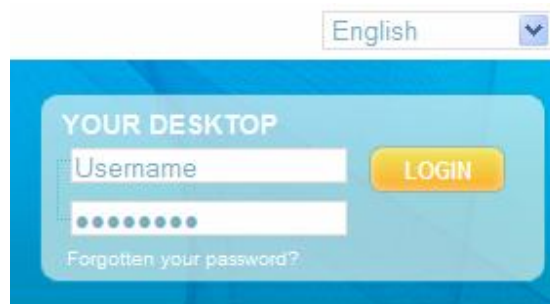 English
YOUR DESKTOP
Username
LOGIN
••••••••
Forgotten your password?